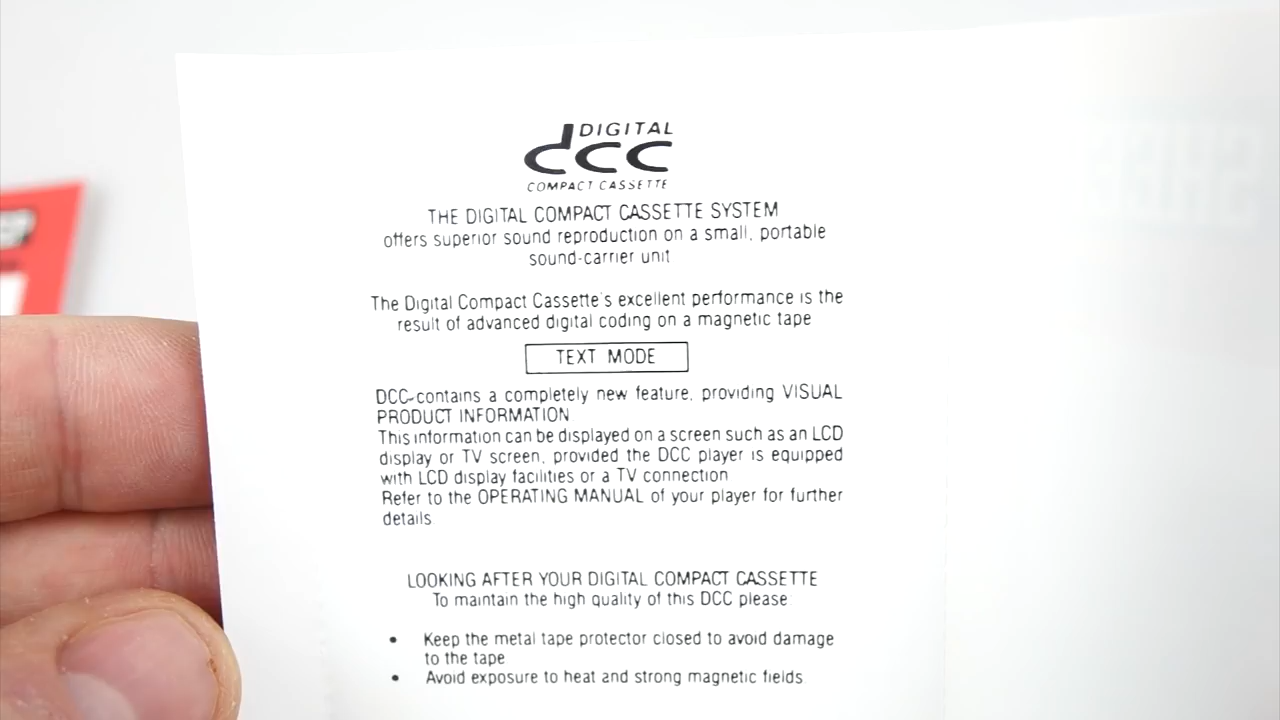 DIGITAL
dcc
COMPACT CASSETTE
THE DIGITAL COMPACT CASSETTE SYSTEM
offers superior sound reproduction on a small, portable
sound-carrier unit
The Digital Compact Cassette's excellent performance is the
result of advanced digital coding on a magnetic tape
TEXT MODE
DCC-contains a completely new feature, providing VISUAL
PRODUCT INFORMATION
This information can be displayed on a screen such as an LCD
display or TV screen, provided the DCC player is equipped
with LCD display facilities or a TV connection
Refer to the OPERATING MANUAL of your player for further
details.
LOOKING AFTER YOUR DIGITAL COMPACT CASSETTE
To maintain the high quality of this DCC please:
• Keep the metal tape protector closed to avoid damage
to the tape
• Avoid exposure to heat and strong magnetic fields